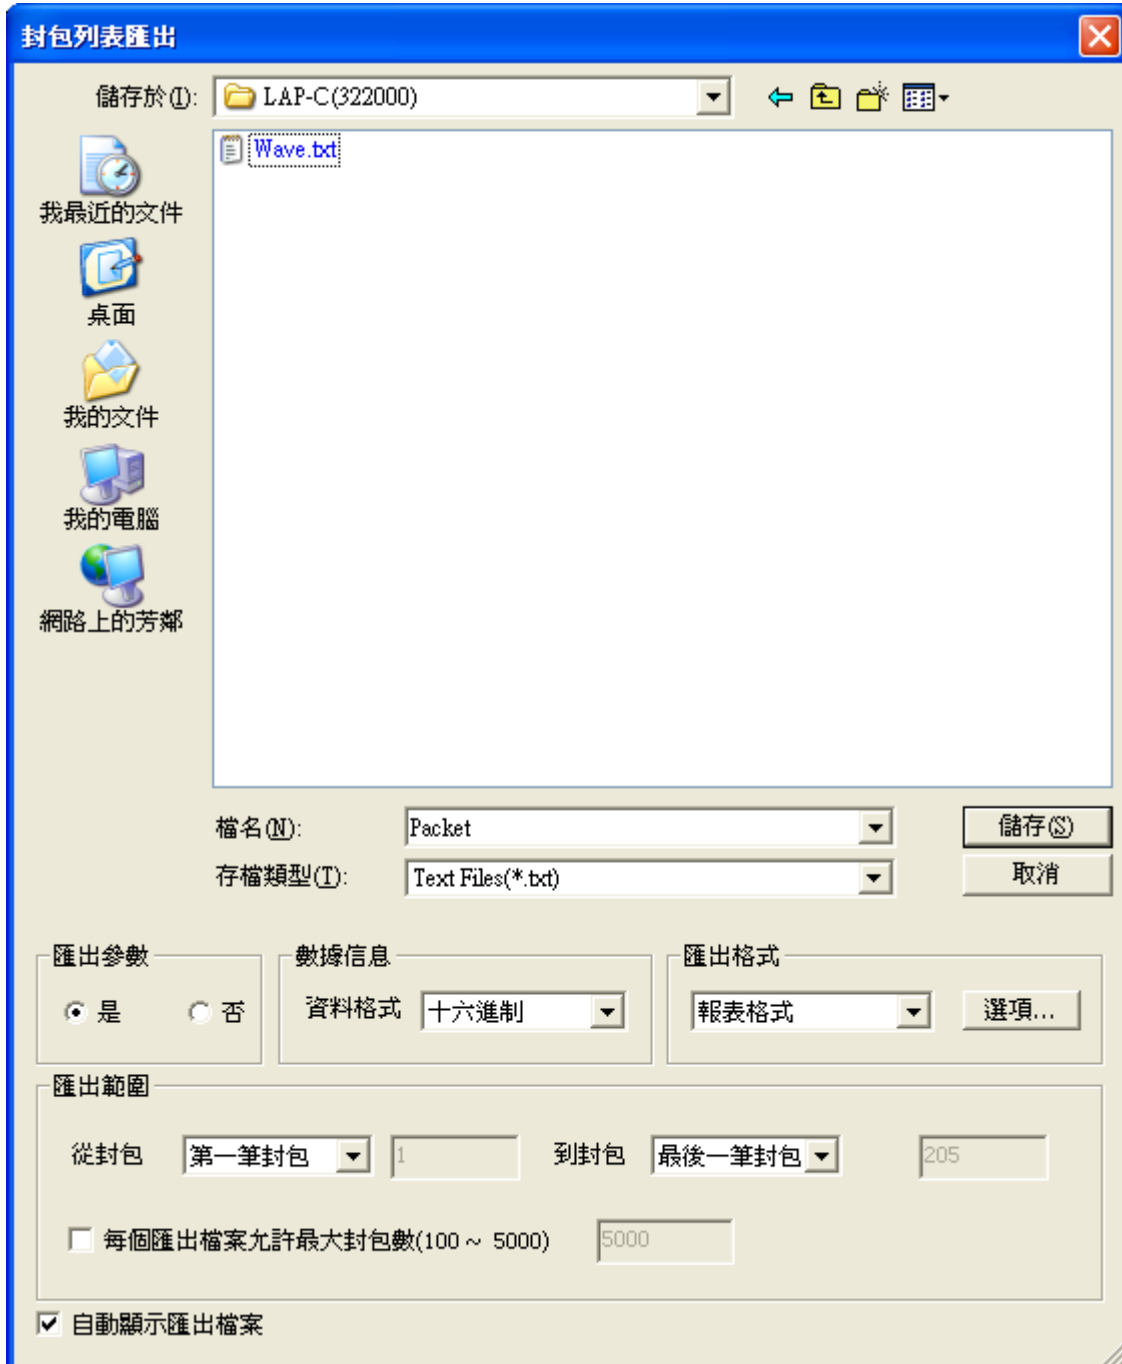 封包列表匯出
儲存於(I): LAP-C(322000)
Wave.txt
我最近的文件
桌面
我的文件
我的電腦
網路上的芳鄰
檔名(N): Packet 儲存(S)
存檔類型(T): Text Files(*.txt) 取消
匯出參數 數據信息 匯出格式
是 否 資料格式 十六進制 報表格式 選項...
匯出範圍
從封包 第一筆封包 1 到封包 最後一筆封包 205
每個匯出檔案允許最大封包數(100 ~ 5000) 5000
自動顯示匯出檔案